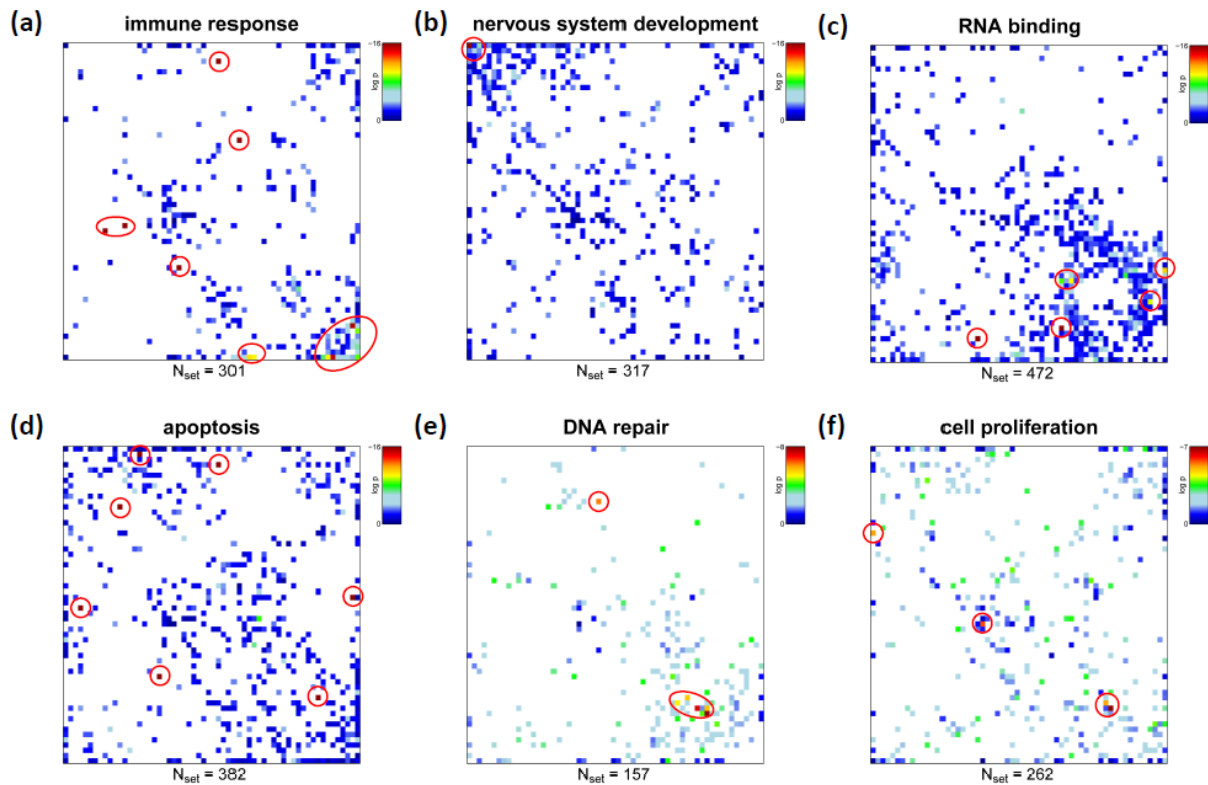 (a) immune response
-16
log p
0
N_set = 301
(b) nervous system development
-16
log p
0
N_set = 317
(c) RNA binding
-16
log p
0
N_set = 472
(d) apoptosis
-16
log p
0
N_set = 382
(e) DNA repair
-8
log p
0
N_set = 157
(f) cell proliferation
-7
log p
0
N_set = 262